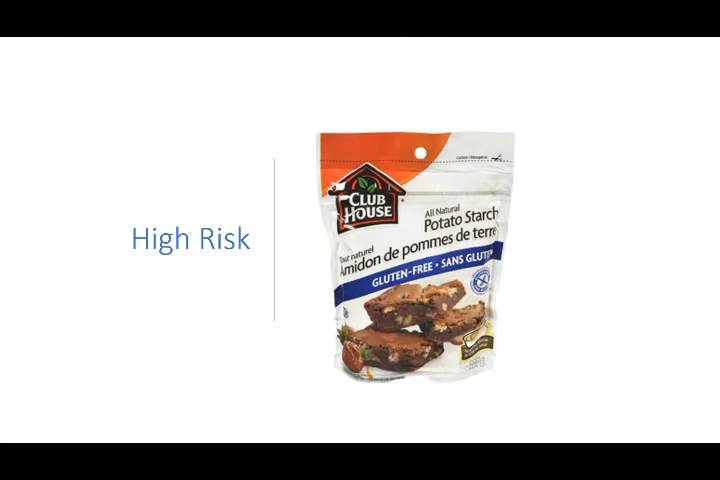 High Risk
CLUB
HOUSE
All Natural
Potato Starch
Tout naturel
Amidon de pommes de terre
GLUTEN-FREE • SANS GLUTEN